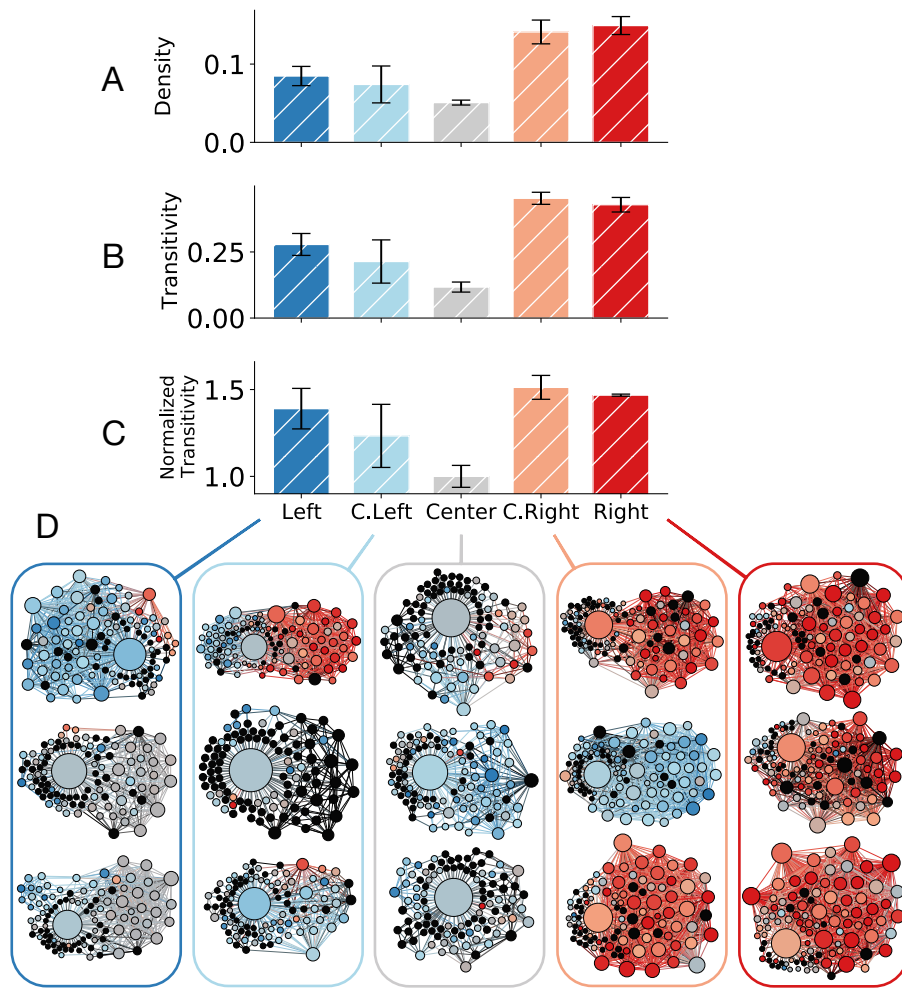 A
Density
0.1
0.0
B
Transitivity
0.25
0.00
C
Normalized
Transitivity
1.5
1.0
Left C.Left Center C.Right Right
D